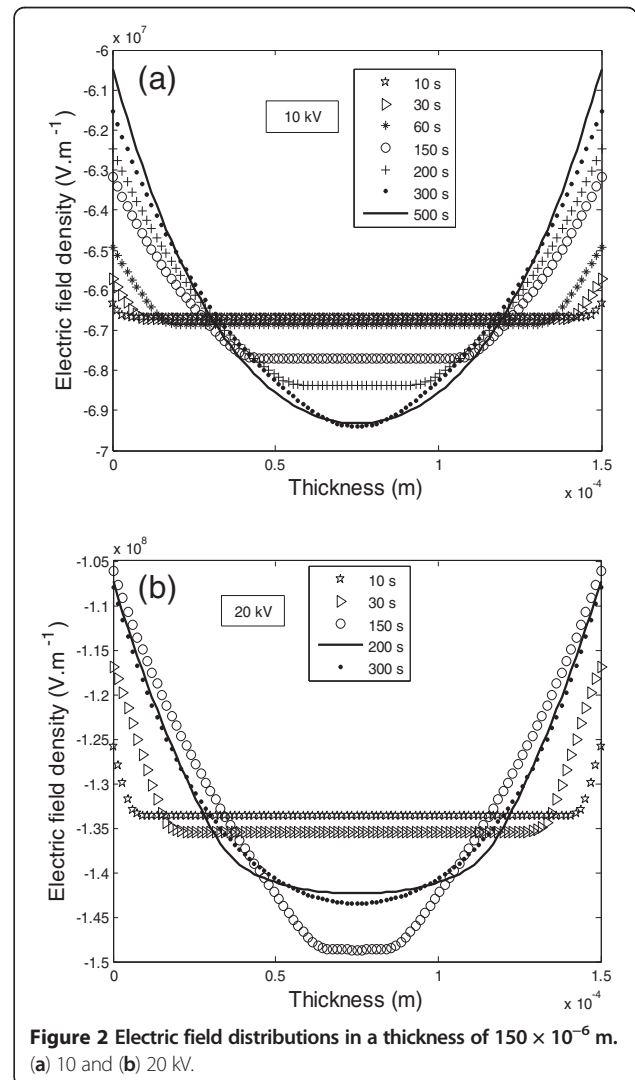 x 10⁷
-6
-6.1
-6.2
-6.3
-6.4
-6.5
-6.6
-6.7
-6.8
-6.9
-7
Electric field density (V.m⁻¹)
(a)
10 kV
10 s
30 s
60 s
150 s
200 s
300 s
500 s
0
0.5
1
1.5
Thickness (m)
x 10⁻⁴
x 10⁸
-1.05
-1.1
-1.15
-1.2
-1.25
-1.3
-1.35
-1.4
-1.45
-1.5
Electric field density (V.m⁻¹)
(b)
20 kV
10 s
30 s
150 s
200 s
300 s
0
0.5
1
1.5
Thickness (m)
x 10⁻⁴
Figure 2 Electric field distributions in a thickness of 150 × 10⁻⁶ m.
(a) 10 and (b) 20 kV.